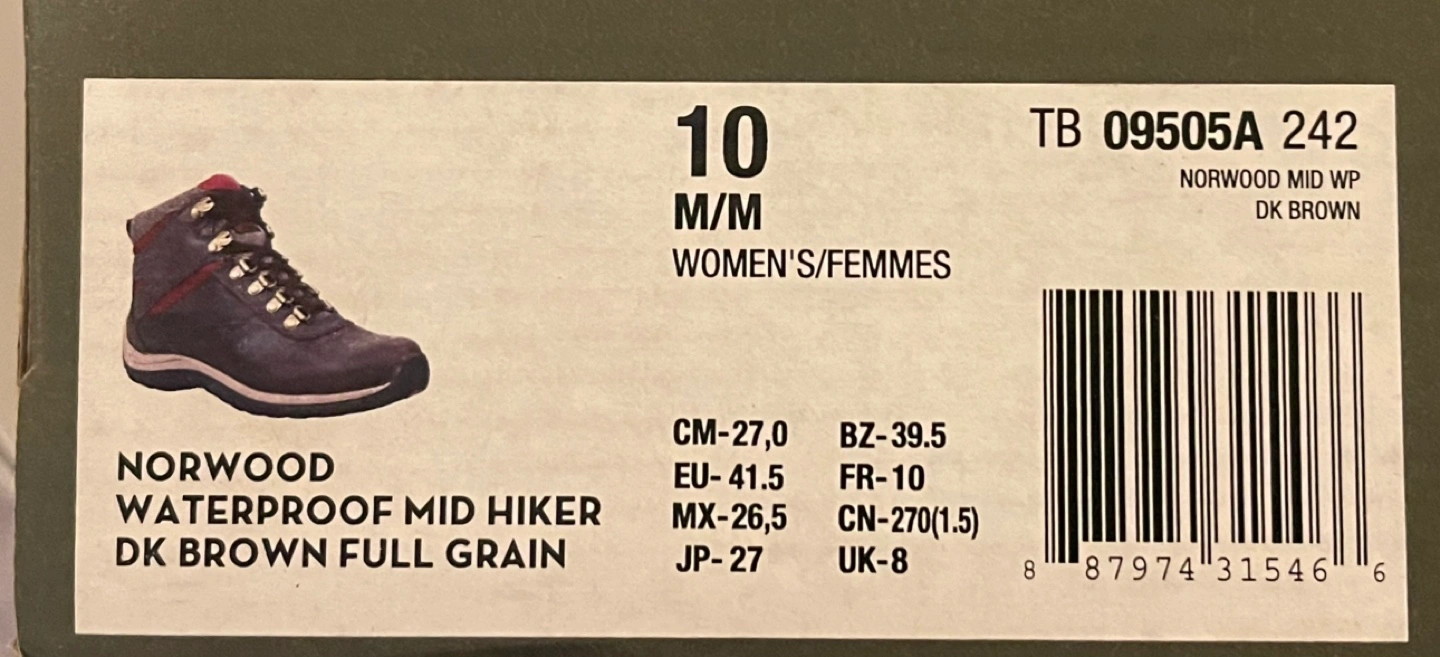 10
M/M
WOMEN'S/FEMMES
TB 09505A 242
NORWOOD MID WP
DK BROWN
NORWOOD
WATERPROOF MID HIKER
DK BROWN FULL GRAIN
CM-27,0 BZ-39.5
EU-41.5 FR-10
MX-26,5 CN-270(1.5)
JP-27 UK-8
8 87974 31546 6